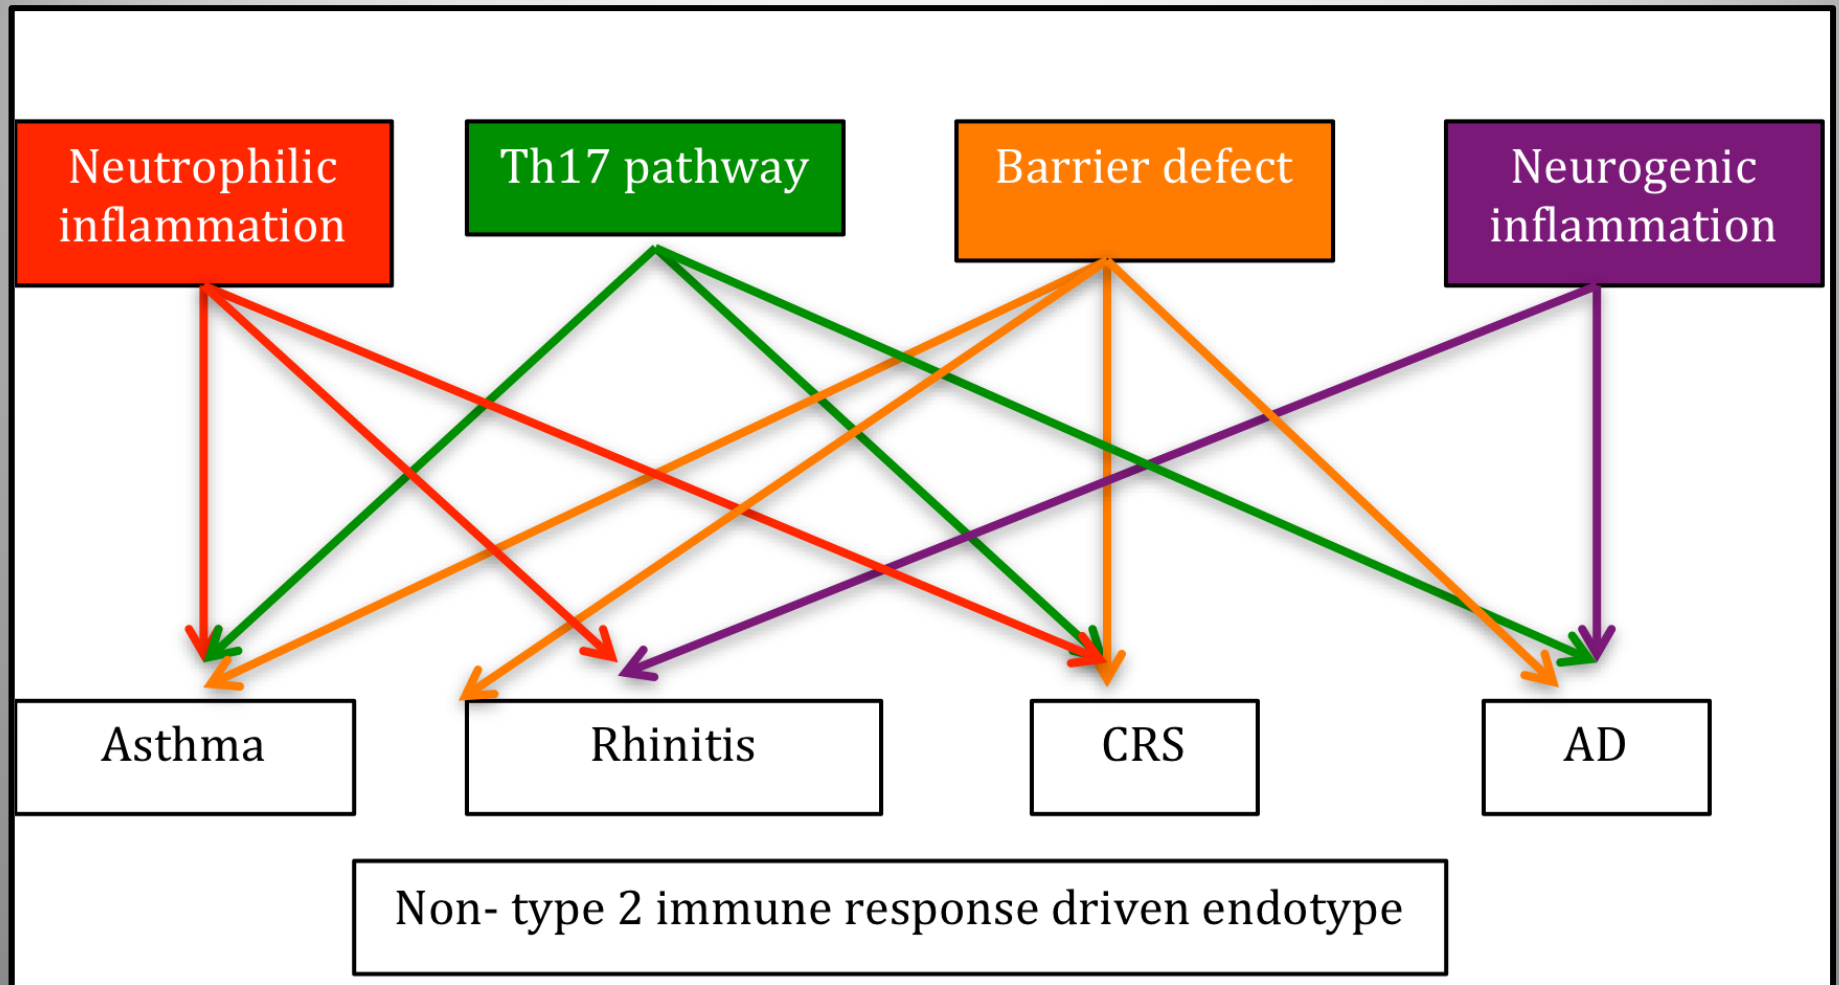 Neutrophilic
inflammation
Th17 pathway
Barrier defect
Neurogenic
inflammation
Asthma
Rhinitis
CRS
AD
Non- type 2 immune response driven endotype